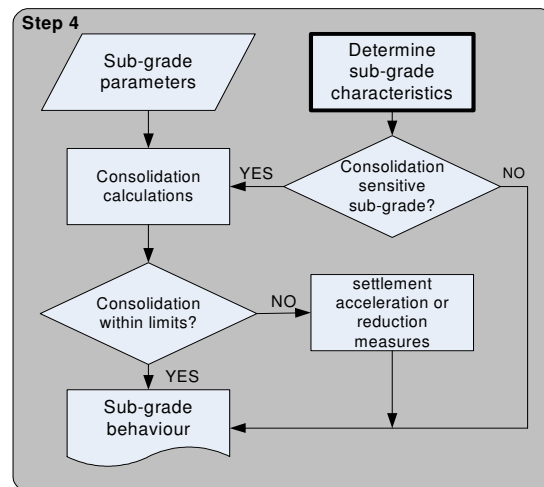 Step 4
Sub-grade
parameters
Determine
sub-grade
characteristics
Consolidation
calculations
YES
Consolidation
sensitive
sub-grade?
NO
Consolidation
within limits?
NO
settlement
acceleration or
reduction
measures
YES
Sub-grade
behaviour